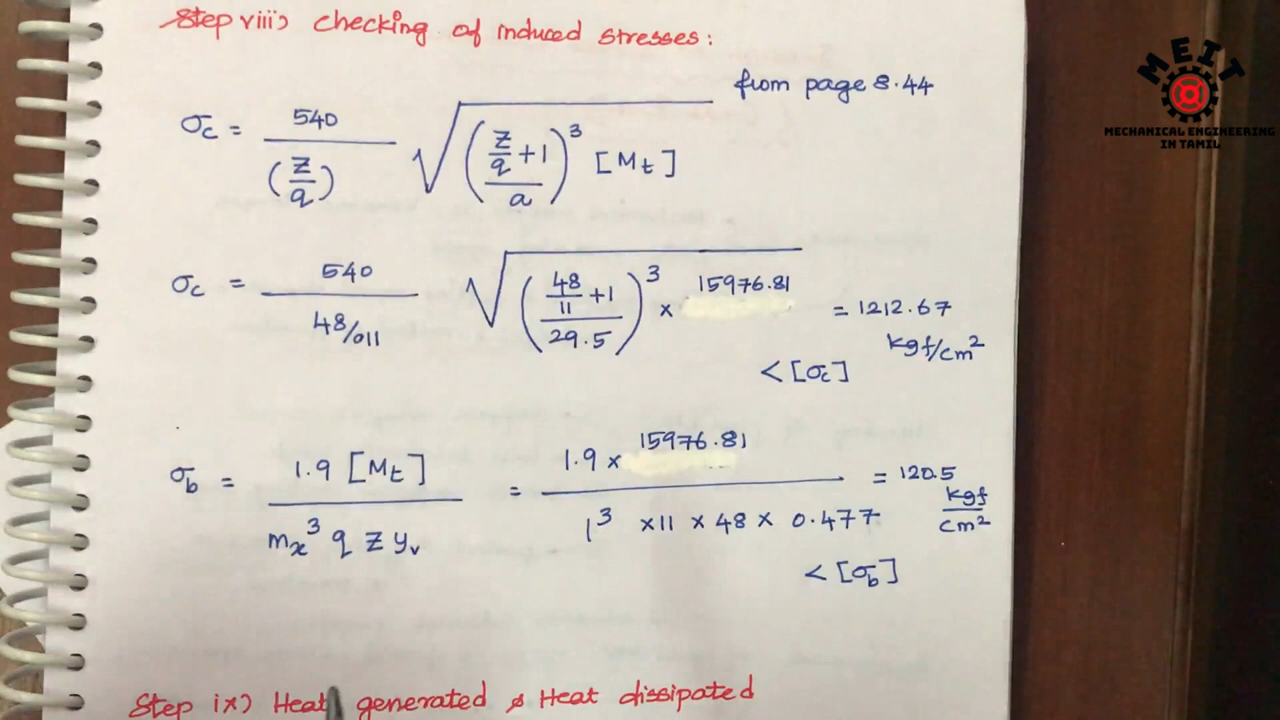 Step viii) Checking of induced stresses:
from page 8.44
σc = 540 / (z/q) √(((z/q + 1) / a)³ [Mt])
σc = 540 / 48/011 √(((48/11 + 1) / 29.5)³ × 15976.81) = 1212.67
kgf/cm²
< [σc]
σb = 1.9 [Mt] / mx³ q z yv = 1.9 × 15976.81 / 1³ × 11 × 48 × 0.477 = 120.5 kgf/cm²
< [σb]
Step ix) Heat generated & Heat dissipated
MEIT
MECHANICAL ENGINEERING
IN TAMIL